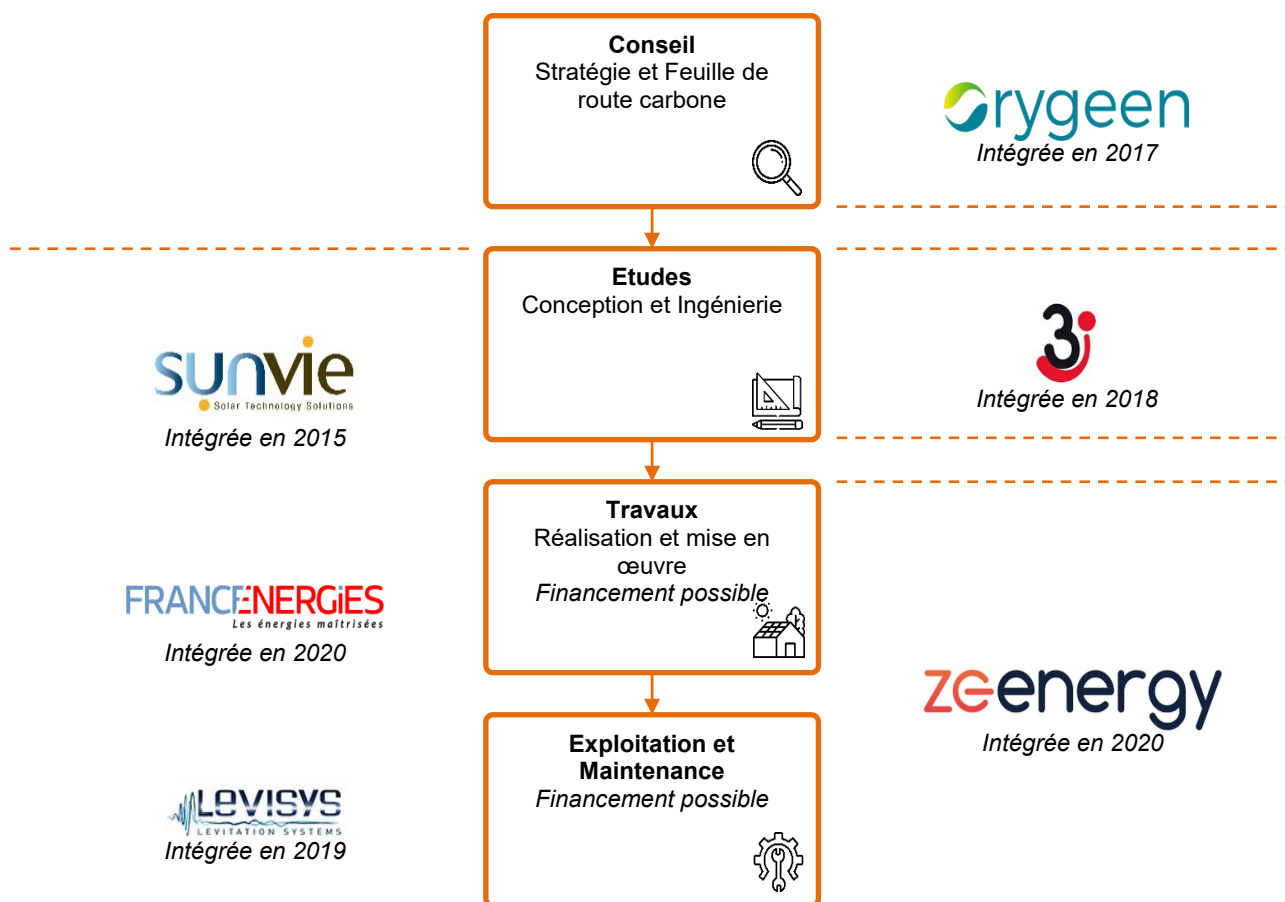 Conseil
Stratégie et Feuille de
route carbone
Orygeen
Intégrée en 2017
Etudes
Conception et Ingénierie
sunvie
Solar Technology Solutions
Intégrée en 2015
3i
Intégrée en 2018
Travaux
Réalisation et mise en
œuvre
Financement possible
FRANCENERGiES
Les énergies maîtrisées
Intégrée en 2020
zeenergy
Intégrée en 2020
Exploitation et
Maintenance
Financement possible
LEVISYS
LEVITATION SYSTEMS
Intégrée en 2019